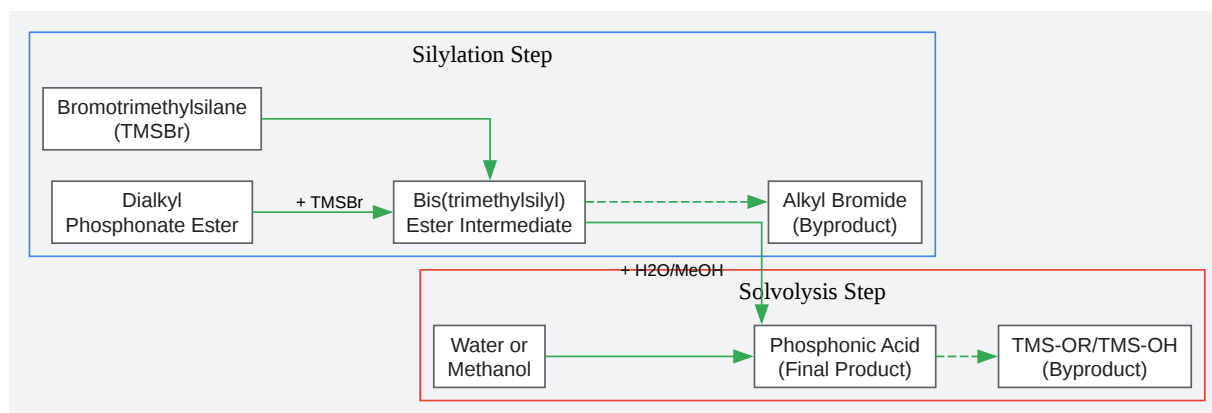 Silylation Step
Bromotrimethylsilane
(TMSBr)
Dialkyl
Phosphonate Ester
+ TMSBr
Bis(trimethylsilyl)
Ester Intermediate
Alkyl Bromide
(Byproduct)
+ H2O/MeOH
Solvolysis Step
Water or
Methanol
Phosphonic Acid
(Final Product)
TMS-OR/TMS-OH
(Byproduct)